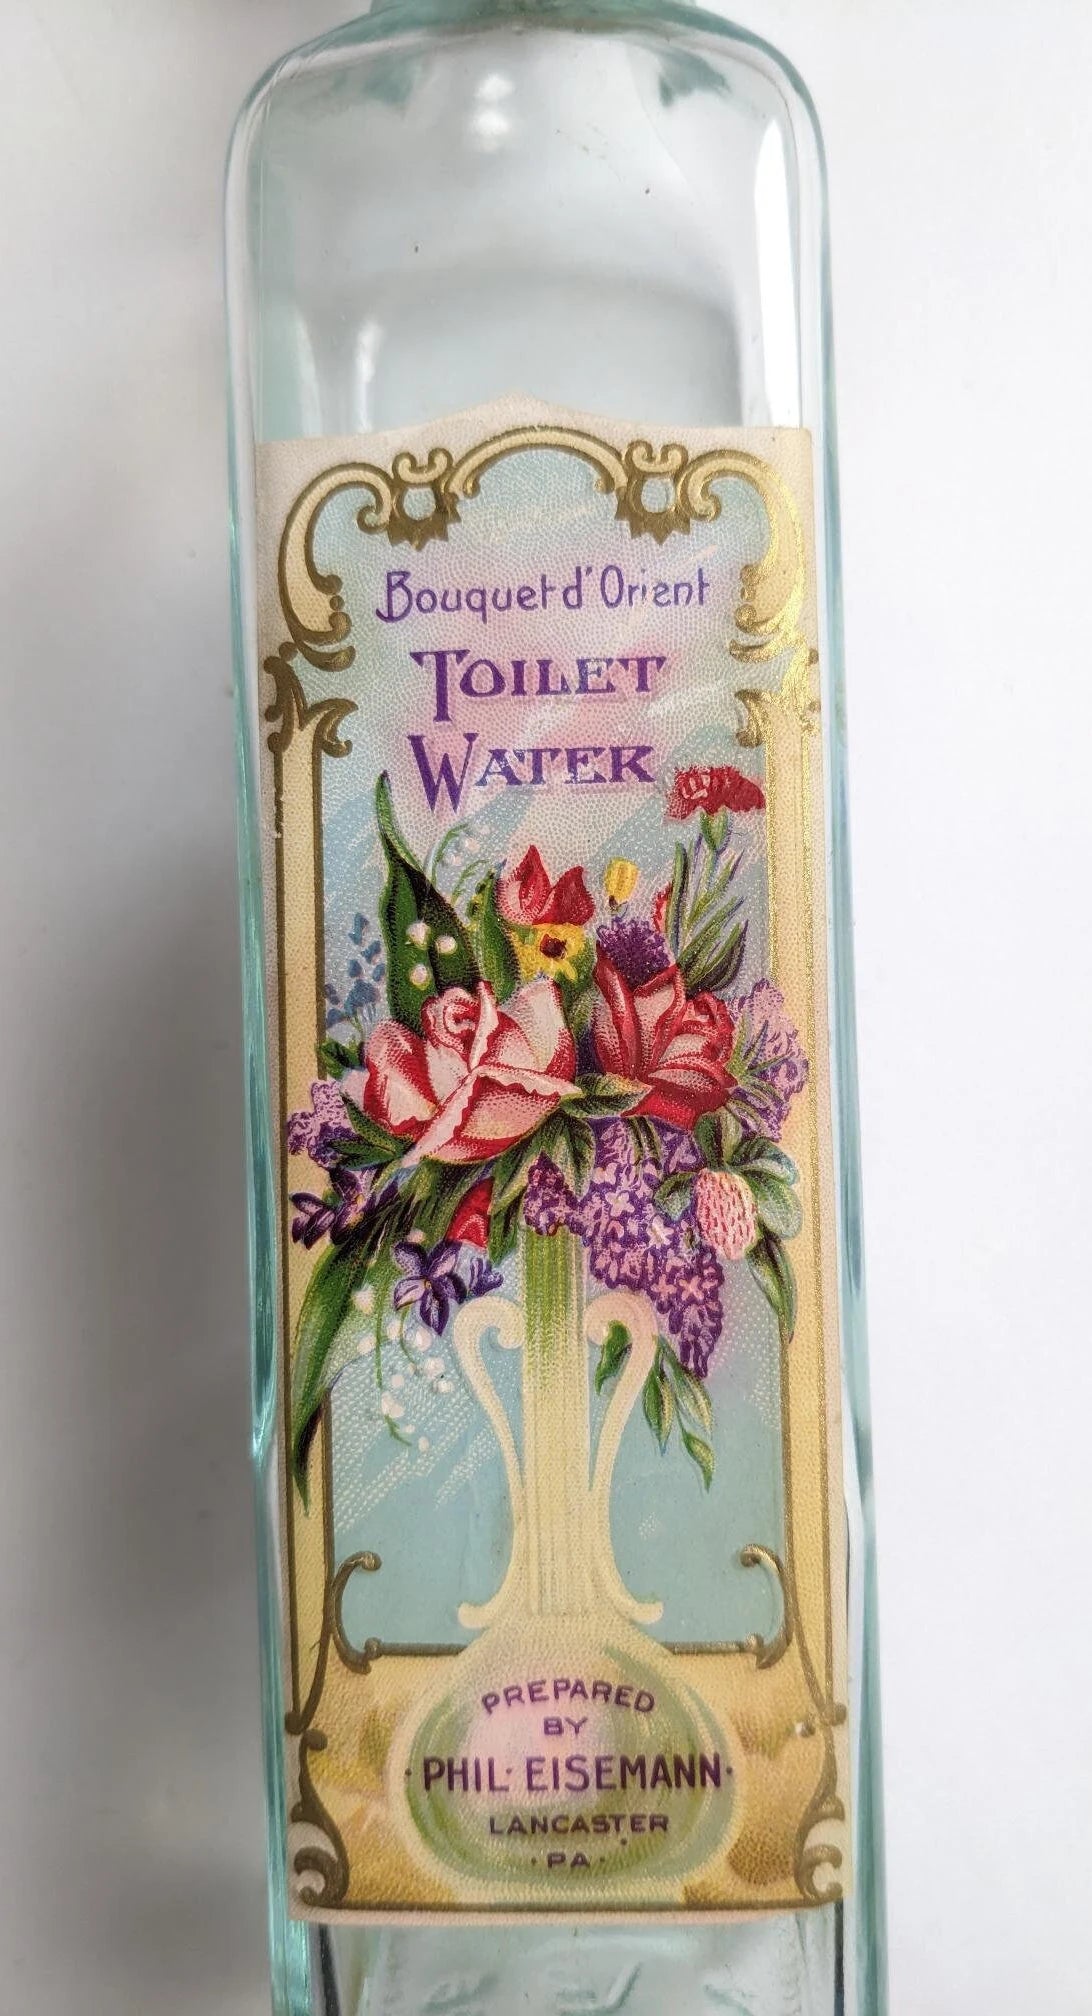 Bouquet d'Orient
TOILET
WATER
PREPARED
BY
· PHIL· EISEMANN ·
LANCASTER
· PA ·